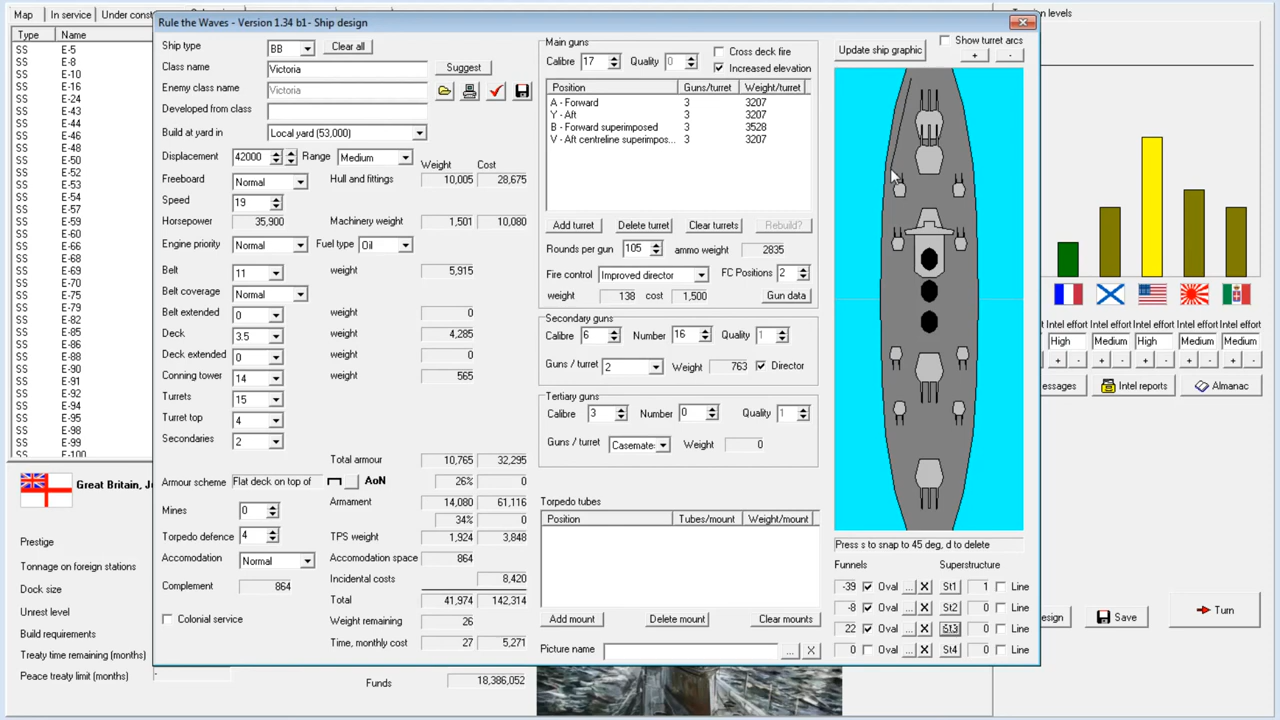 Map
In service
Under const
Tension levels
Type
Name
SS E-5
SS E-8
SS E-10
SS E-16
SS E-24
SS E-43
SS E-44
SS E-46
SS E-48
SS E-50
SS E-52
SS E-53
SS E-54
SS E-57
SS E-59
SS E-60
SS E-66
SS E-68
SS E-69
SS E-70
SS E-75
SS E-79
SS E-82
SS E-85
SS E-86
SS E-88
SS E-90
SS E-91
SS E-92
SS E-94
SS E-95
SS E-98
SS E-99
SS E-100
Great Britain, J
Prestige
Tonnage on foreign stations
Dock size
Unrest level
Build requirements
Treaty time remaining (months)
Peace treaty limit (months)
-
Funds 18,386,052
Rule the Waves - Version 1.34 b1- Ship design
Ship type BB Clear all
Class name Victoria Suggest
Enemy class name Victoria
Developed from class
Build at yard in Local yard (53,000)
Displacement 42000 Range Medium Weight Cost
Freeboard Normal Hull and fittings 10,005 28,675
Speed 19
Horsepower 35,900 Machinery weight 1,501 10,080
Engine priority Normal Fuel type Oil
Belt 11 weight 5,915
Belt coverage Normal
Belt extended 0 weight 0
Deck 3.5 weight 4,285
Deck extended 0 weight 0
Conning tower 14 weight 565
Turrets 15
Turret top 4
Secondaries 2
Total armour 10,765 32,295
Armour scheme Flat deck on top of AoN 26% 0
Mines 0 Armament 14,080 61,116
34% 0
Torpedo defence 4 TPS weight 1,924 3,848
Accomodation Normal Accomodation space 864
Complement 864 Incidental costs 8,420
Total 41,974 142,314
Colonial service Weight remaining 26
Time, monthly cost 27 5,271
Main guns
Calibre 17 Quality 0 Cross deck fire
Increased elevation
Position Guns/turret Weight/turret
A - Forward 3 3207
Y - Aft 3 3207
B - Forward superimposed 3 3528
V - Aft centreline superimpos... 3 3207
Add turret Delete turret Clear turrets Rebuild?
Rounds per gun 105 ammo weight 2835
Fire control Improved director FC Positions 2
weight 138 cost 1,500 Gun data
Secondary guns
Calibre 6 Number 16 Quality 1
Guns / turret 2 Weight 763 Director
Tertiary guns
Calibre 3 Number 0 Quality 1
Guns / turret Casemate: Weight 0
Torpedo tubes
Position Tubes/mount Weight/mount
Add mount Delete mount Clear mounts
Picture name ... X
Update ship graphic Show turret arcs
+ -
Press s to snap to 45 deg, d to delete
Funnels Superstructure
-39 Oval ... X St1 1 Line
-8 Oval ... X St2 0 Line
22 Oval ... X St3 0 Line
0 Oval ... X St4 0 Line
Intel effort Intel effort Intel effort Intel effort Intel effort
High Medium High Medium Medium
+ - + - + - + - + -
essages Intel reports Almanac
esign Save Turn